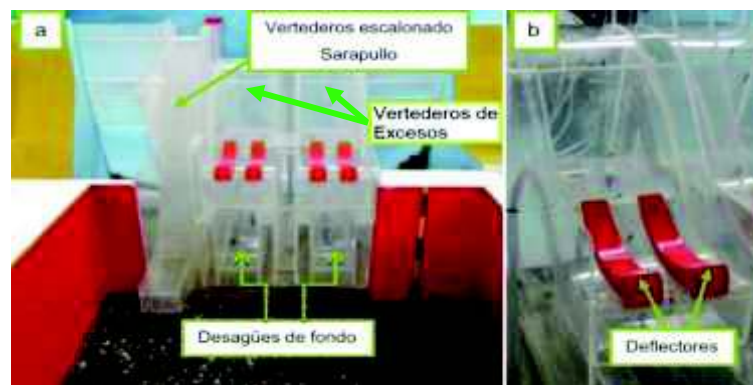 a
Vertederos escalonado
Sarapullo
Vertederos de
Excesos
Desagües de fondo
b
Deflectores